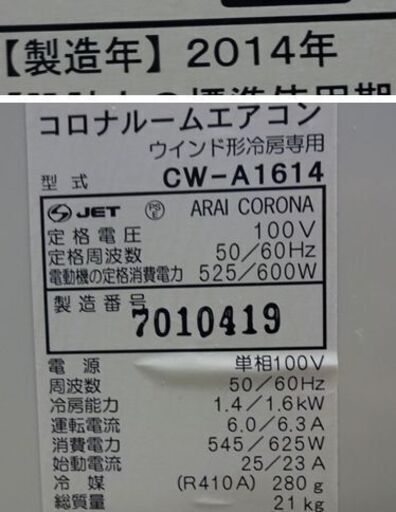 【製造年】2014年
コロナルームエアコン
ウインド形冷房専用
型式 CW-A1614
JET PS E ARAI CORONA
定格電圧 100V
定格周波数 50/60Hz
電動機の定格消費電力 525/600W
製造番号
7010419
電源 単相100V
周波数 50/60Hz
冷房能力 1.4/1.6kW
運転電流 6.0/6.3A
消費電力 545/625W
始動電流 25/23A
冷媒 (R410A) 280g
総質量 21kg